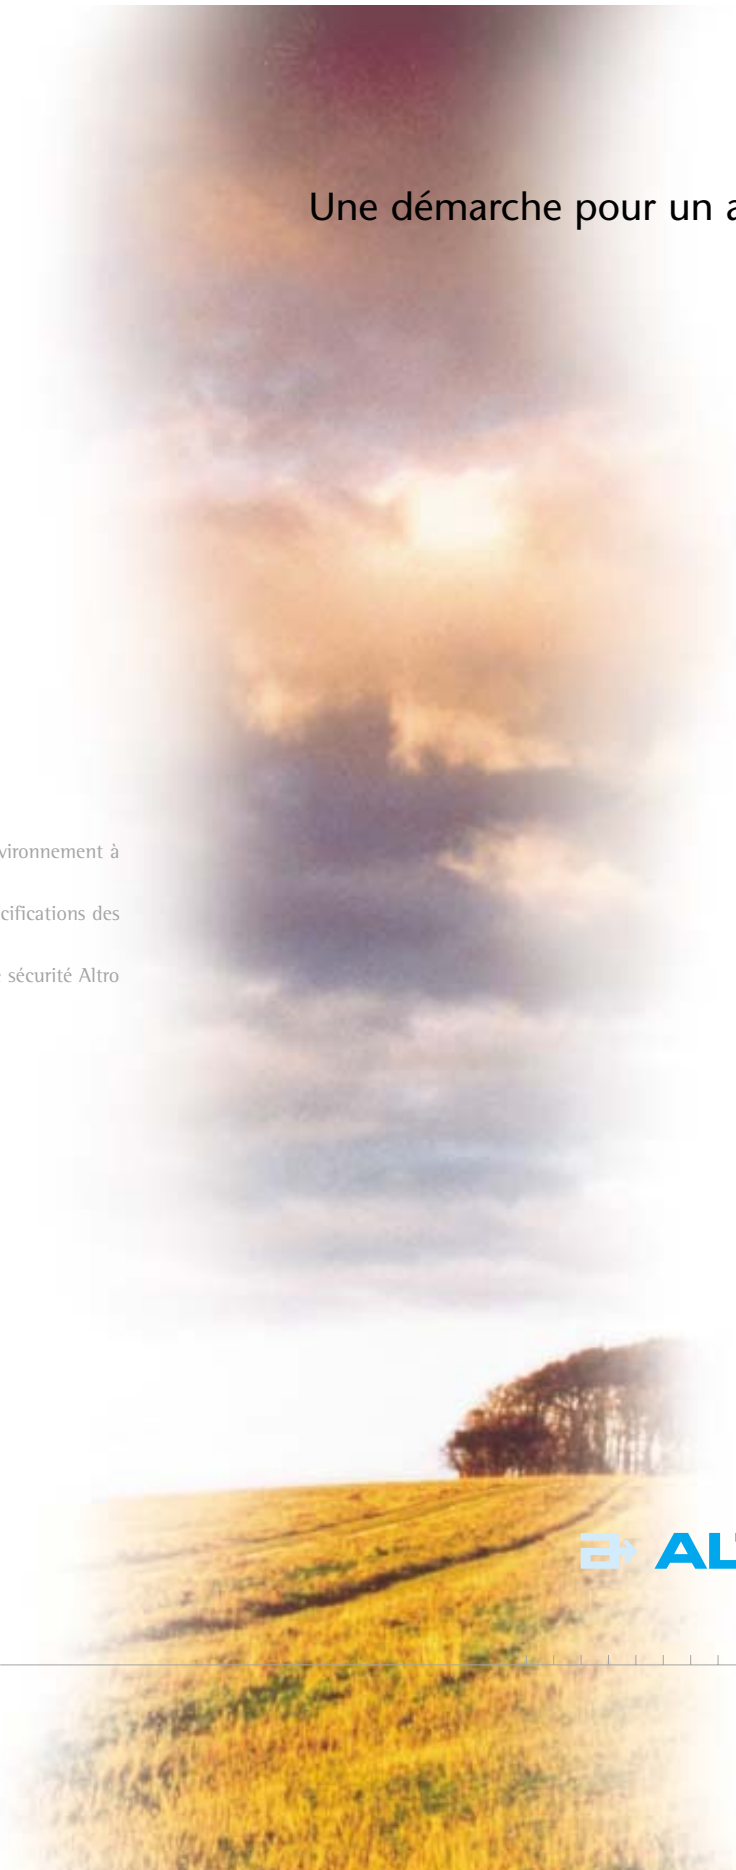 Une démarche pour un a
vironnement à
cifications des
sécurité Altro
AL